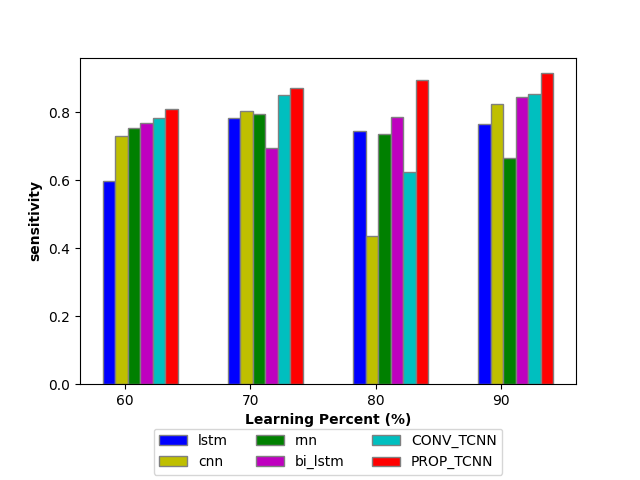 0.8
0.6
0.4
0.2
0.0
sensitivity
60 70 80 90
Learning Percent (%)
lstm rnn CONV_TCNN
cnn bi_lstm PROP_TCNN